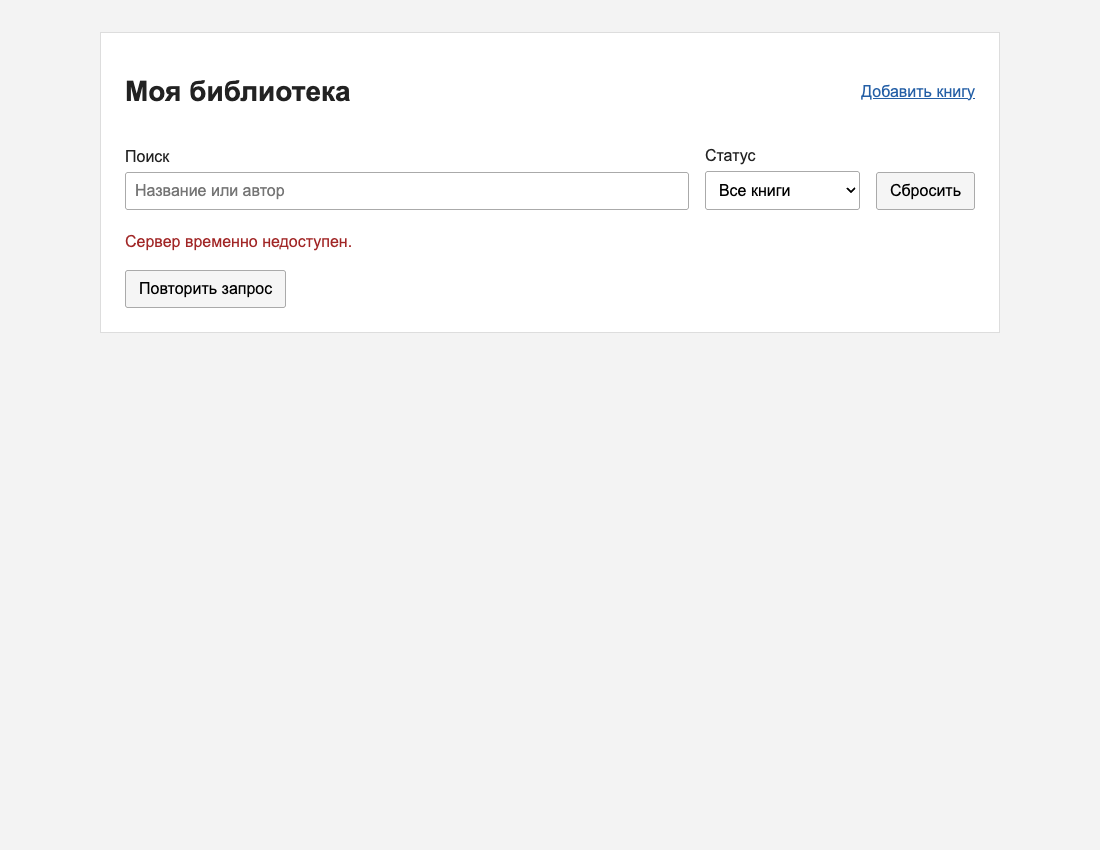 Моя библиотека
Добавить книгу
Поиск
Статус
Название или автор
Все книги
Сбросить
Сервер временно недоступен.
Повторить запрос